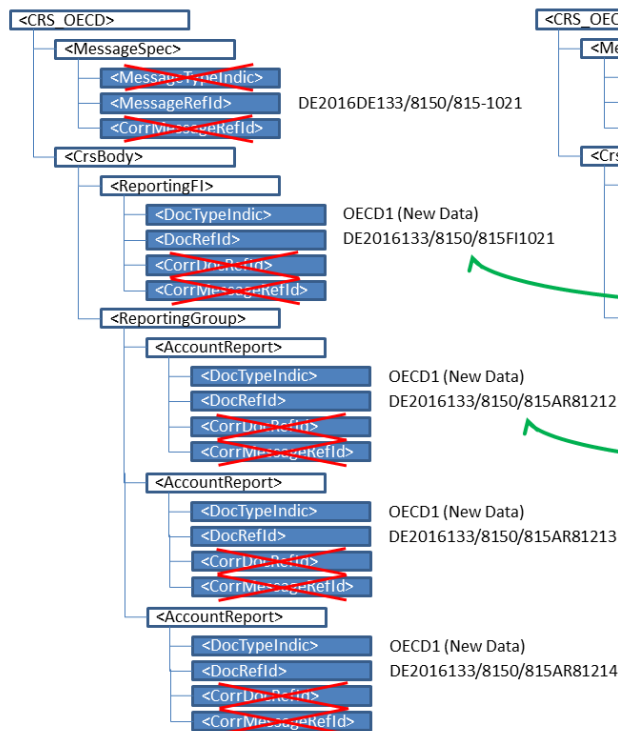 <CRS_OECD>
<MessageSpec>
<MessageTypeIndic>
<MessageRefId> DE2016DE133/8150/815-1021
<CorrMessageRefId>
<CrsBody>
<ReportingFI>
<DocTypeIndic> OECD1 (New Data)
<DocRefId> DE2016133/8150/815FI1021
<CorrDocRefId>
<CorrMessageRefId>
<ReportingGroup>
<AccountReport>
<DocTypeIndic> OECD1 (New Data)
<DocRefId> DE2016133/8150/815AR81212
<CorrDocRefId>
<CorrMessageRefId>
<AccountReport>
<DocTypeIndic> OECD1 (New Data)
<DocRefId> DE2016133/8150/815AR81213
<CorrDocRefId>
<CorrMessageRefId>
<AccountReport>
<DocTypeIndic> OECD1 (New Data)
<DocRefId> DE2016133/8150/815AR81214
<CorrDocRefId>
<CorrMessageRefId>